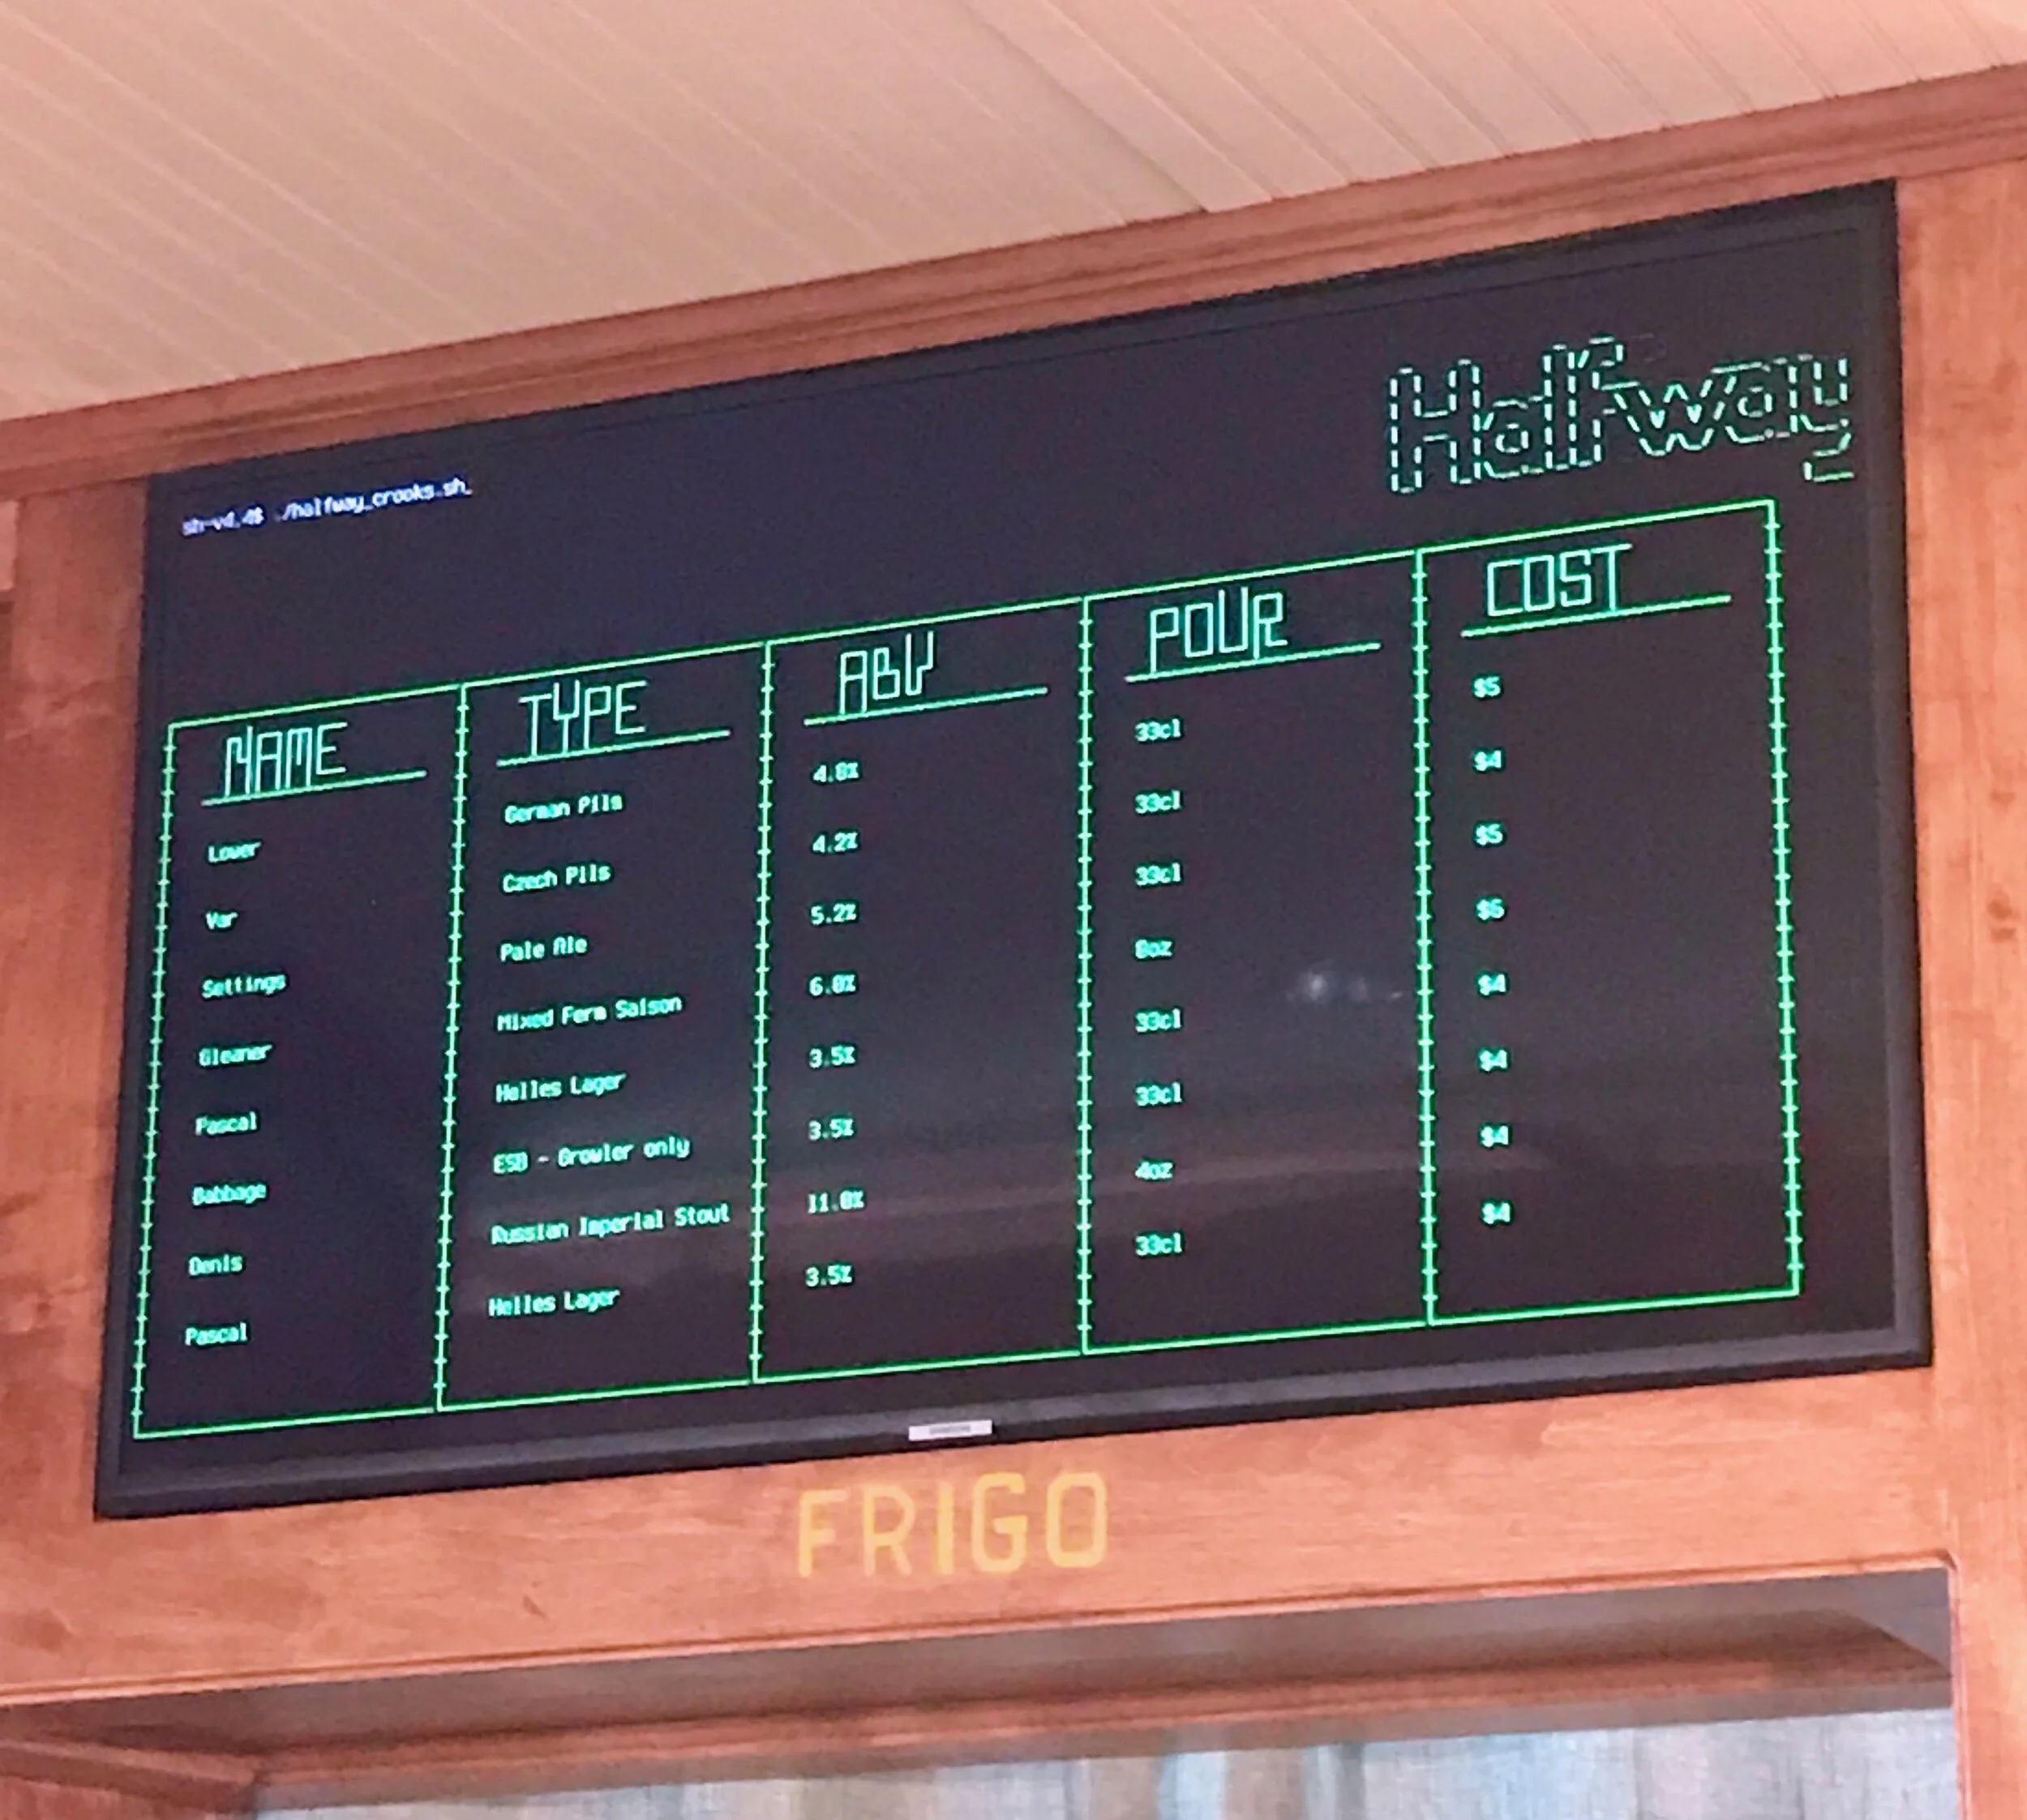 sh-v4.4$ ./halfway_crooks.sh_
Halfway
NAME TYPE ABV POUR COST
Lower German Pils 4.8% 33cl $5
Var Czech Pils 4.2% 33cl $4
Settings Pale Ale 5.2% 33cl $5
Gleaner Mixed Ferm Saison 6.0% 8oz $6
Pascal Helles Lager 3.5% 33cl $4
Babbage ESB - Growler only 3.5% 33cl $4
Denis Russian Imperial Stout 11.0% 4oz $4
Pascal Helles Lager 3.5% 33cl $4
FRIGO